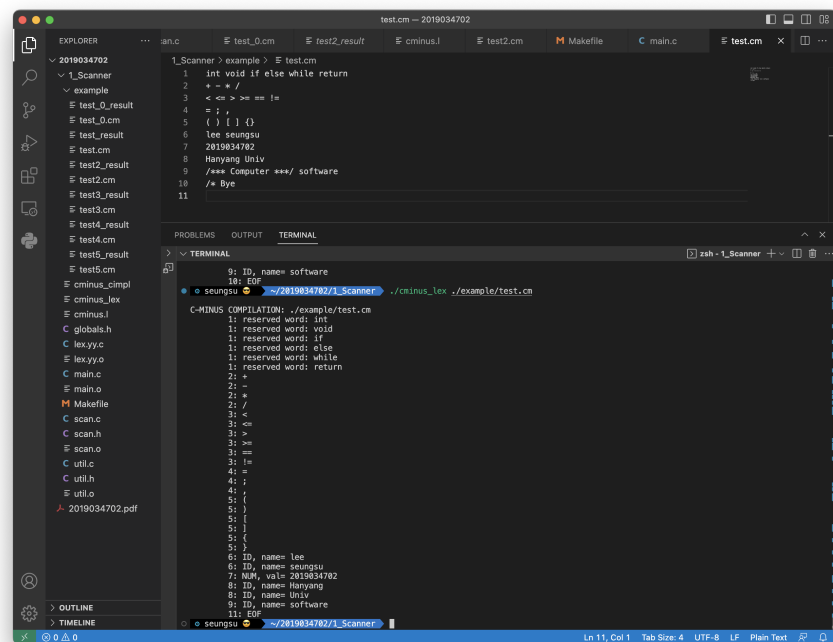 test.cm — 2019034702
EXPLORER
can.c test_0.cm test2_result cminus.l test2.cm M Makefile C main.c test.cm
2019034702
1_Scanner
example
test_0_result
test_0.cm
test_result
test.cm
test2_result
test2.cm
test3_result
test3.cm
test4_result
test4.cm
test5_result
test5.cm
cminus_cimpl
cminus_lex
cminus.l
C globals.h
C lex.yy.c
lex.yy.o
C main.c
main.o
M Makefile
C scan.c
C scan.h
scan.o
C util.c
C util.h
util.o
2019034702.pdf
OUTLINE
TIMELINE
1_Scanner > example > test.cm
1 int void if else while return
2 + - * /
3 < <= > >= == !=
4 = ; ,
5 ( ) [ ] {}
6 lee seungsu
7 2019034702
8 Hanyang Univ
9 /*** Computer ***/ software
10 /* Bye
11
PROBLEMS OUTPUT TERMINAL
TERMINAL
zsh - 1_Scanner
9: ID, name= software
10: EOF
seungsu 😎 ~/2019034702/1_Scanner ./cminus_lex ./example/test.cm
C-MINUS COMPILATION: ./example/test.cm
1: reserved word: int
1: reserved word: void
1: reserved word: if
1: reserved word: else
1: reserved word: while
1: reserved word: return
2: +
2: -
2: *
2: /
3: <
3: <=
3: >
3: >=
3: ==
3: !=
4: =
4: ;
4: ,
5: (
5: )
5: [
5: ]
5: {
5: }
6: ID, name= lee
6: ID, name= seungsu
7: NUM, val= 2019034702
8: ID, name= Hanyang
8: ID, name= Univ
9: ID, name= software
11: EOF
seungsu 😎 ~/2019034702/1_Scanner
0 0 Ln 11, Col 1 Tab Size: 4 UTF-8 LF Plain Text